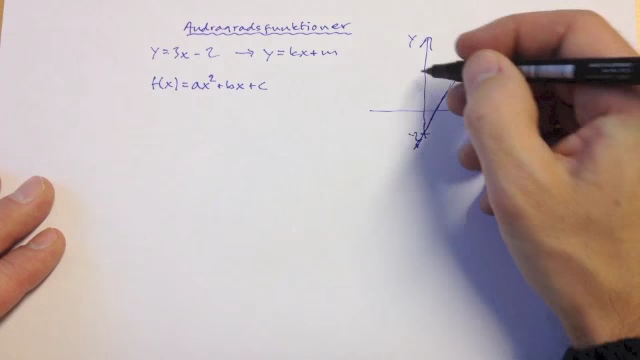 Andragradsfunktioner
y=3x-2 → y=kx+m
f(x)=ax²+bx+c
y
-2